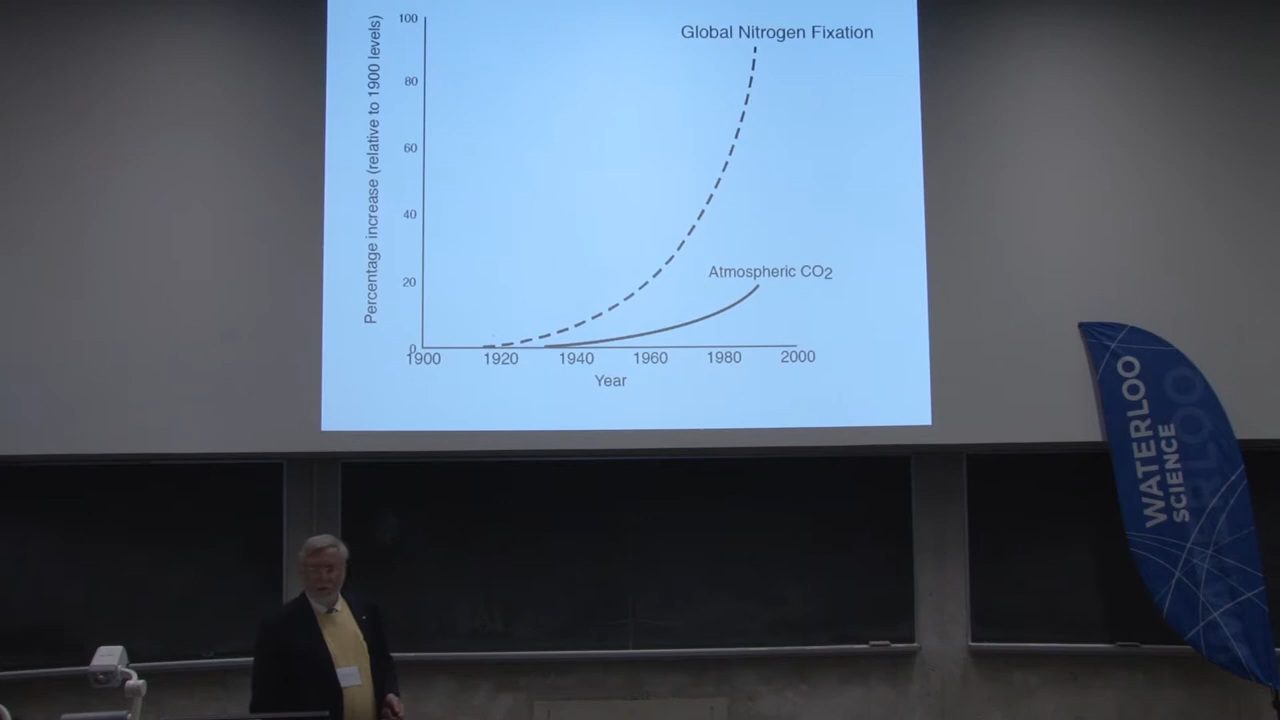 Percentage increase (relative to 1900 levels)
100
80
60
40
20
0
Global Nitrogen Fixation
Atmospheric CO2
1900 1920 1940 1960 1980 2000
Year
WATERLOO
SCIENCE